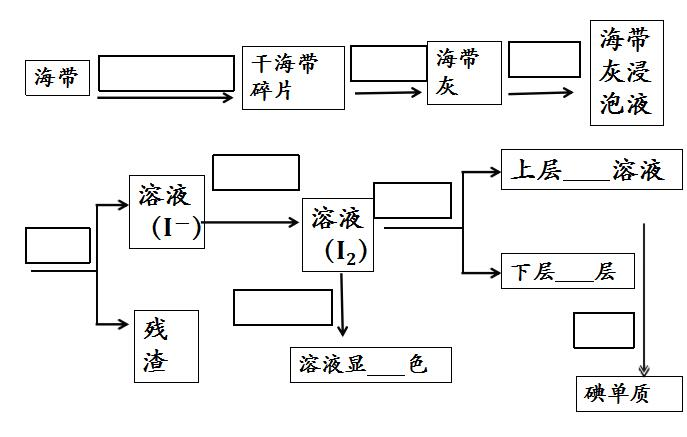 海带
干海带
碎片
海带
灰
海带
灰浸
泡液
溶液
（I⁻）
溶液
（I₂）
上层____溶液
下层____层
残
渣
溶液显____色
碘单质